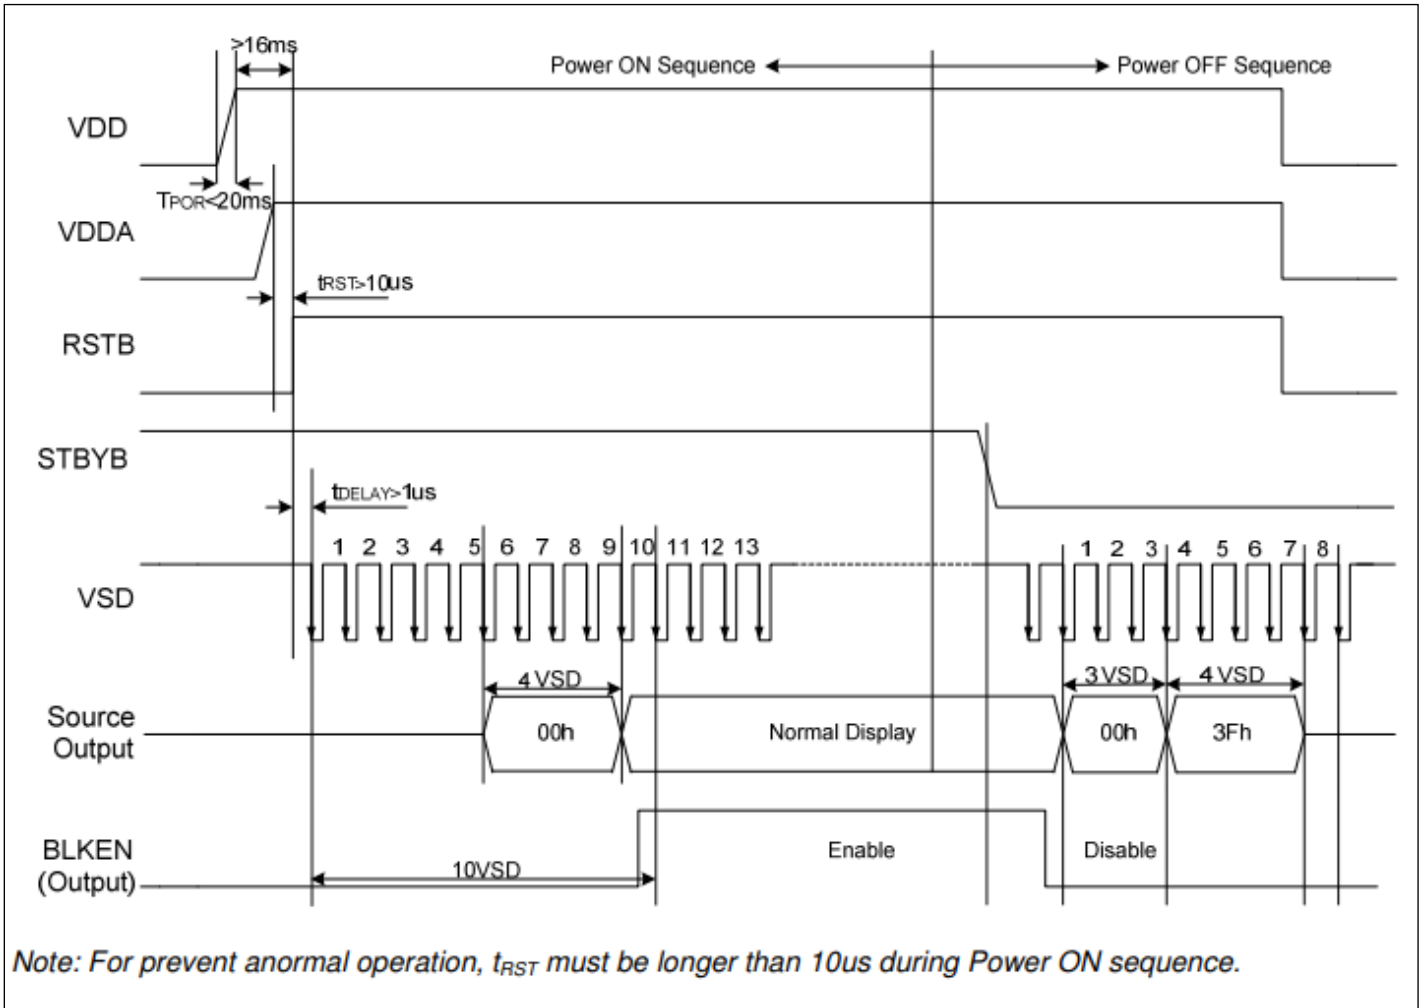 >16ms
Power ON Sequence
Power OFF Sequence
VDD
TPOR<20ms
VDDA
tRST>10us
RSTB
STBYB
tDELAY>1us
1 2 3 4 5 6 7 8 9 10 11 12 13
1 2 3 4 5 6 7 8
VSD
4 VSD
3 VSD
4 VSD
Source
Output
00h
Normal Display
00h
3Fh
BLKEN
(Output)
10VSD
Enable
Disable
Note: For prevent anormal operation, tRST must be longer than 10us during Power ON sequence.